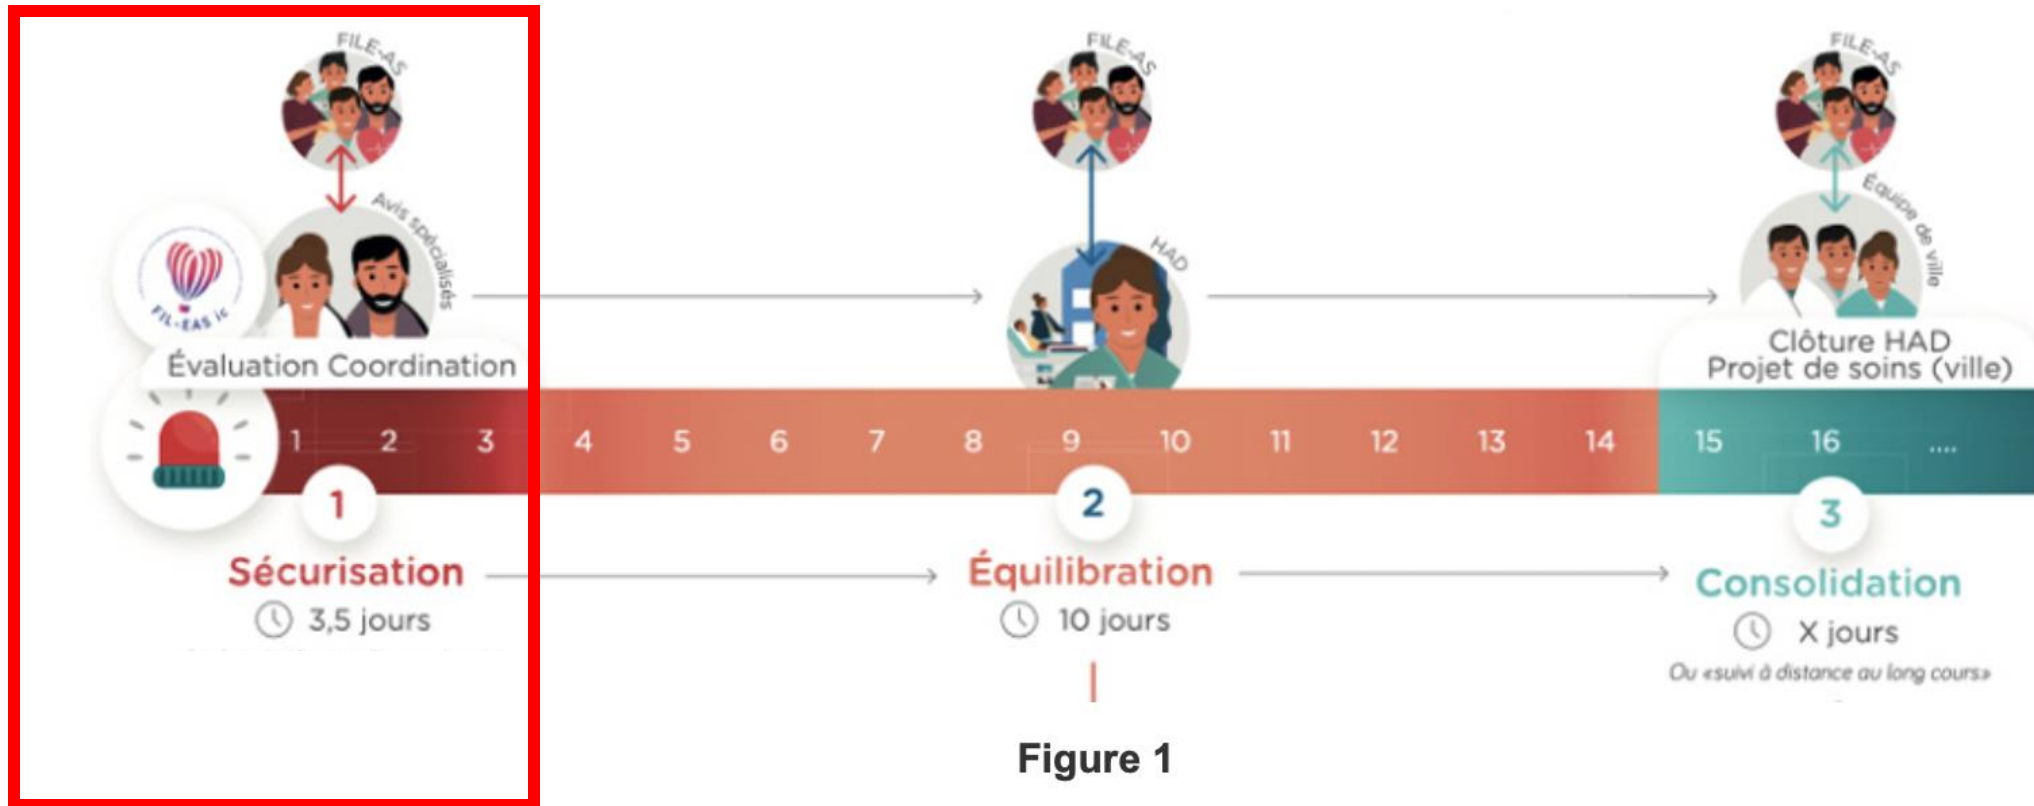 FILE-AS
FILE-AS
FILE-AS
Avis spécialisés
HAD
Équipe de ville
FIL-EAS ic
Évaluation Coordination
Clôture HAD
Projet de soins (ville)
1 2 3 4 5 6 7 8 9 10 11 12 13 14 15 16 ....
1
2
3
Sécurisation
Équilibration
Consolidation
3,5 jours
10 jours
X jours
Ou «suivi à distance au long cours»
Figure 1